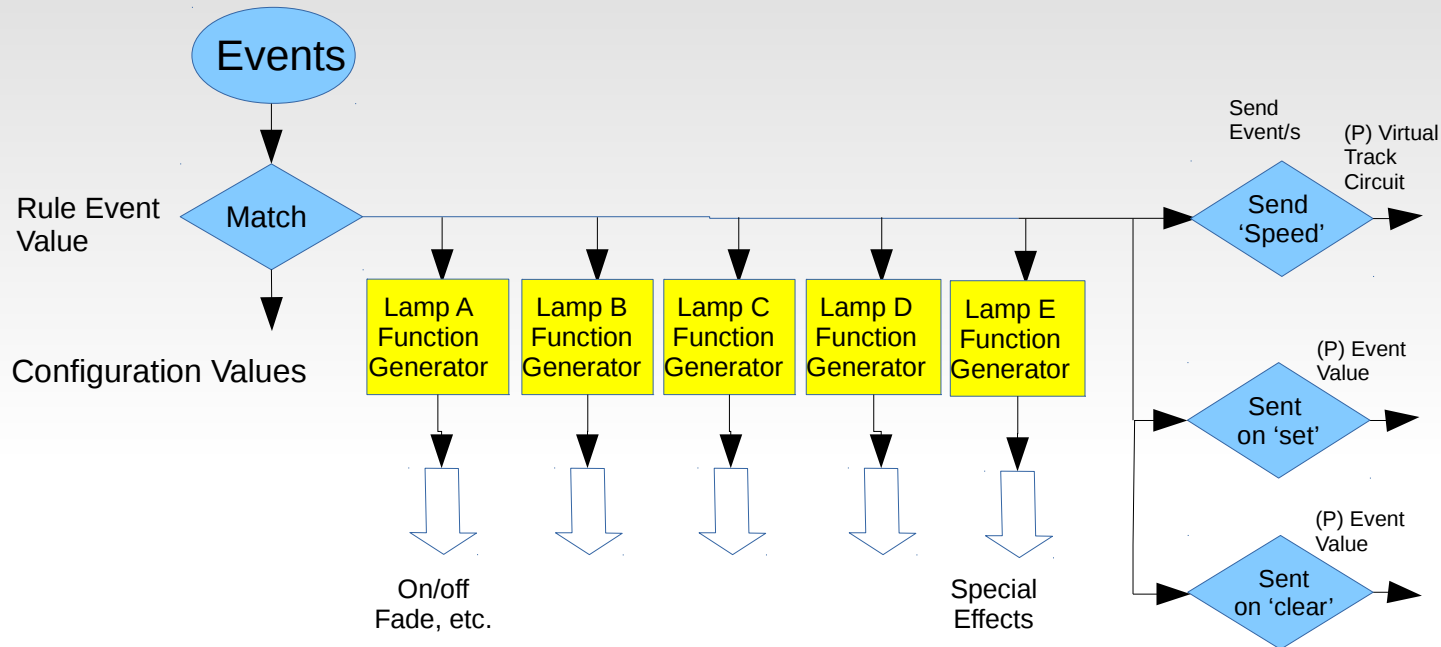 Events
Rule Event
Value
Match
Configuration Values
Lamp A
Function
Generator
Lamp B
Function
Generator
Lamp C
Function
Generator
Lamp D
Function
Generator
Lamp E
Function
Generator
On/off
Fade, etc.
Special
Effects
Send
Event/s
(P) Virtual
Track
Circuit
Send
‘Speed’
(P) Event
Value
Sent
on ‘set’
(P) Event
Value
Sent
on ‘clear’